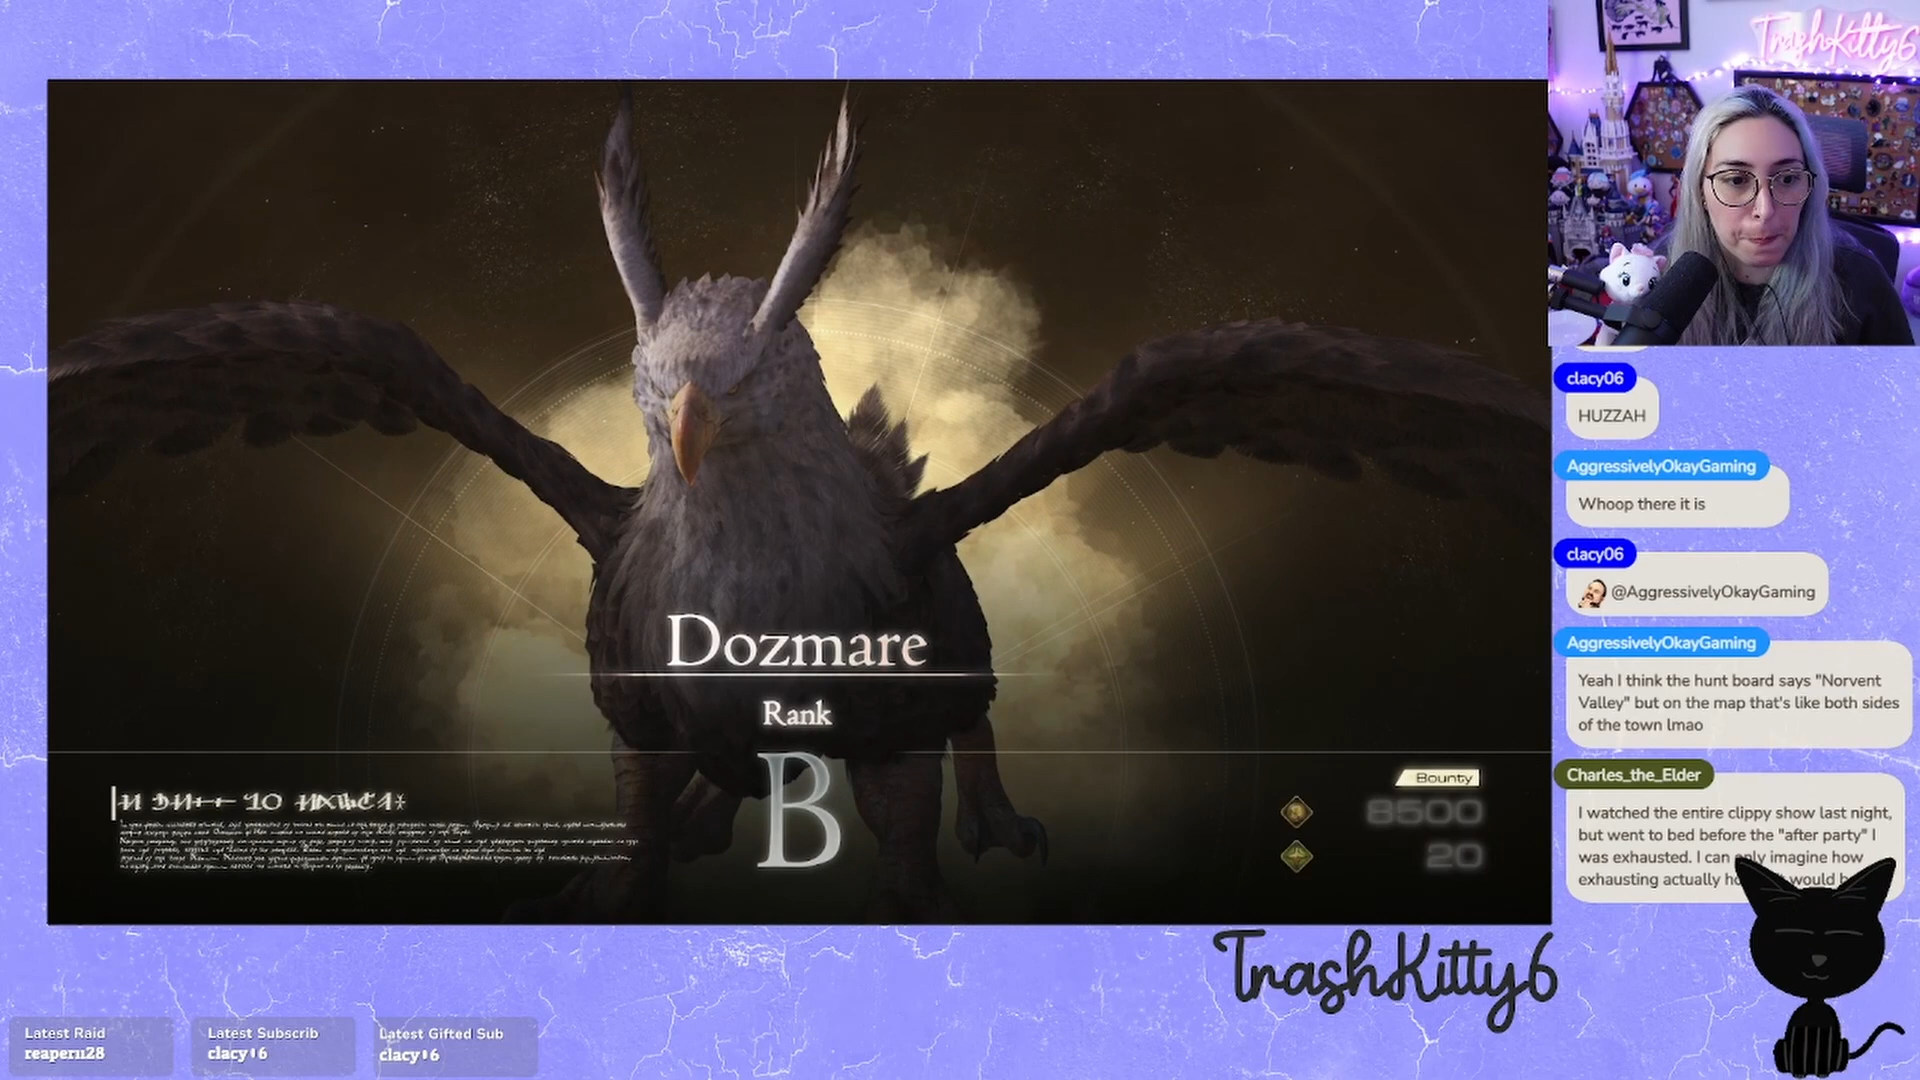 TrashKitty6
clacy06
HUZZAH
AggressivelyOkayGaming
Whoop there it is
clacy06
@AggressivelyOkayGaming
AggressivelyOkayGaming
Yeah I think the hunt board says "Norvent
Valley" but on the map that's like both sides
of the town lmao
Charles_the_Elder
I watched the entire clippy show last night,
but went to bed before the "after party" I
was exhausted. I can only imagine how
exhausting actually would
Dozmare
Rank
B
Bounty
8500
20
TrashKitty6
Latest Raid
reaper1128
Latest Subscrib
clacy06
Latest Gifted Sub
clacy06